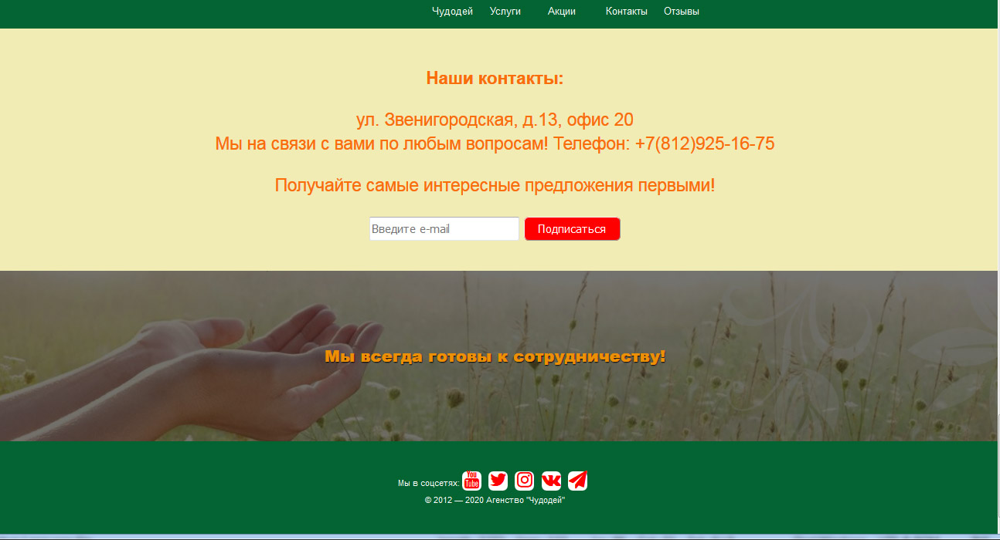 Чудодей Услуги Акции Контакты Отзывы
Наши контакты:
ул. Звенигородская, д.13, офис 20
Мы на связи с вами по любым вопросам! Телефон: +7(812)925-16-75
Получайте самые интересные предложения первыми!
Введите e-mail Подписаться
Мы всегда готовы к сотрудничеству!
Мы в соцсетях: You Tube
© 2012 — 2020 Агенство "Чудодей"